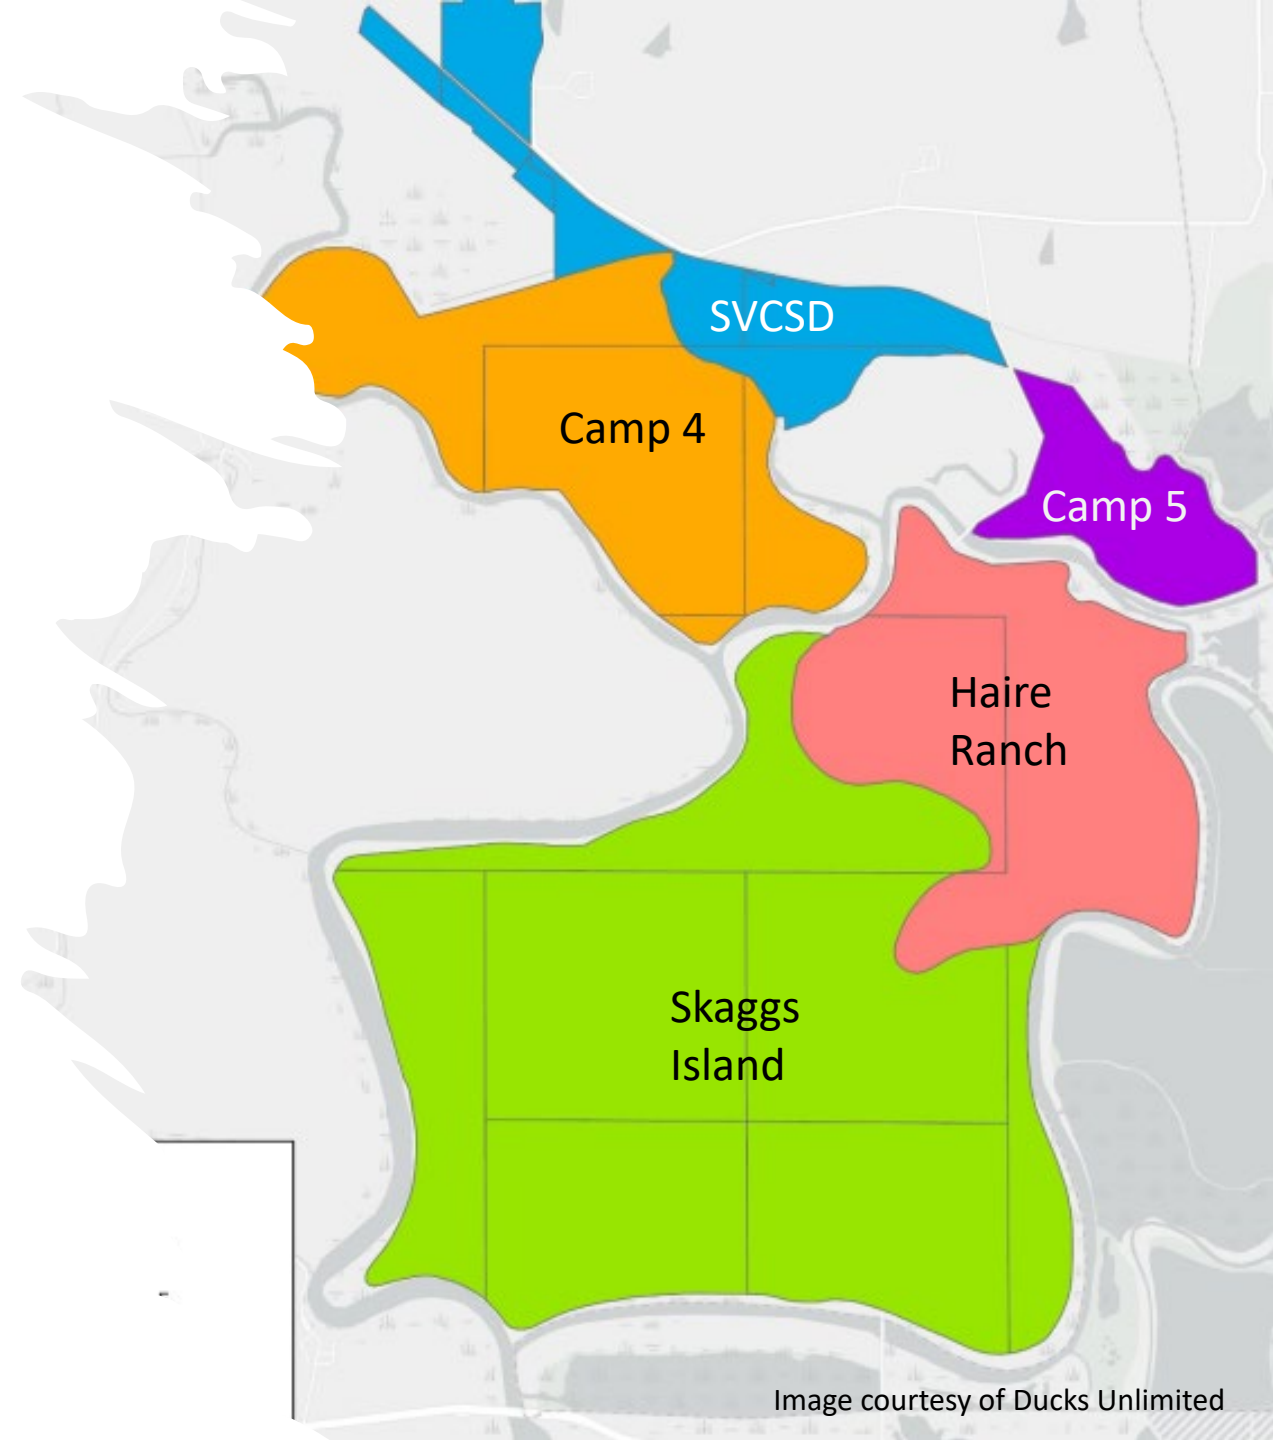 SVCSD
Camp 4
Camp 5
Haire
Ranch
Skaggs
Island
Image courtesy of Ducks Unlimited